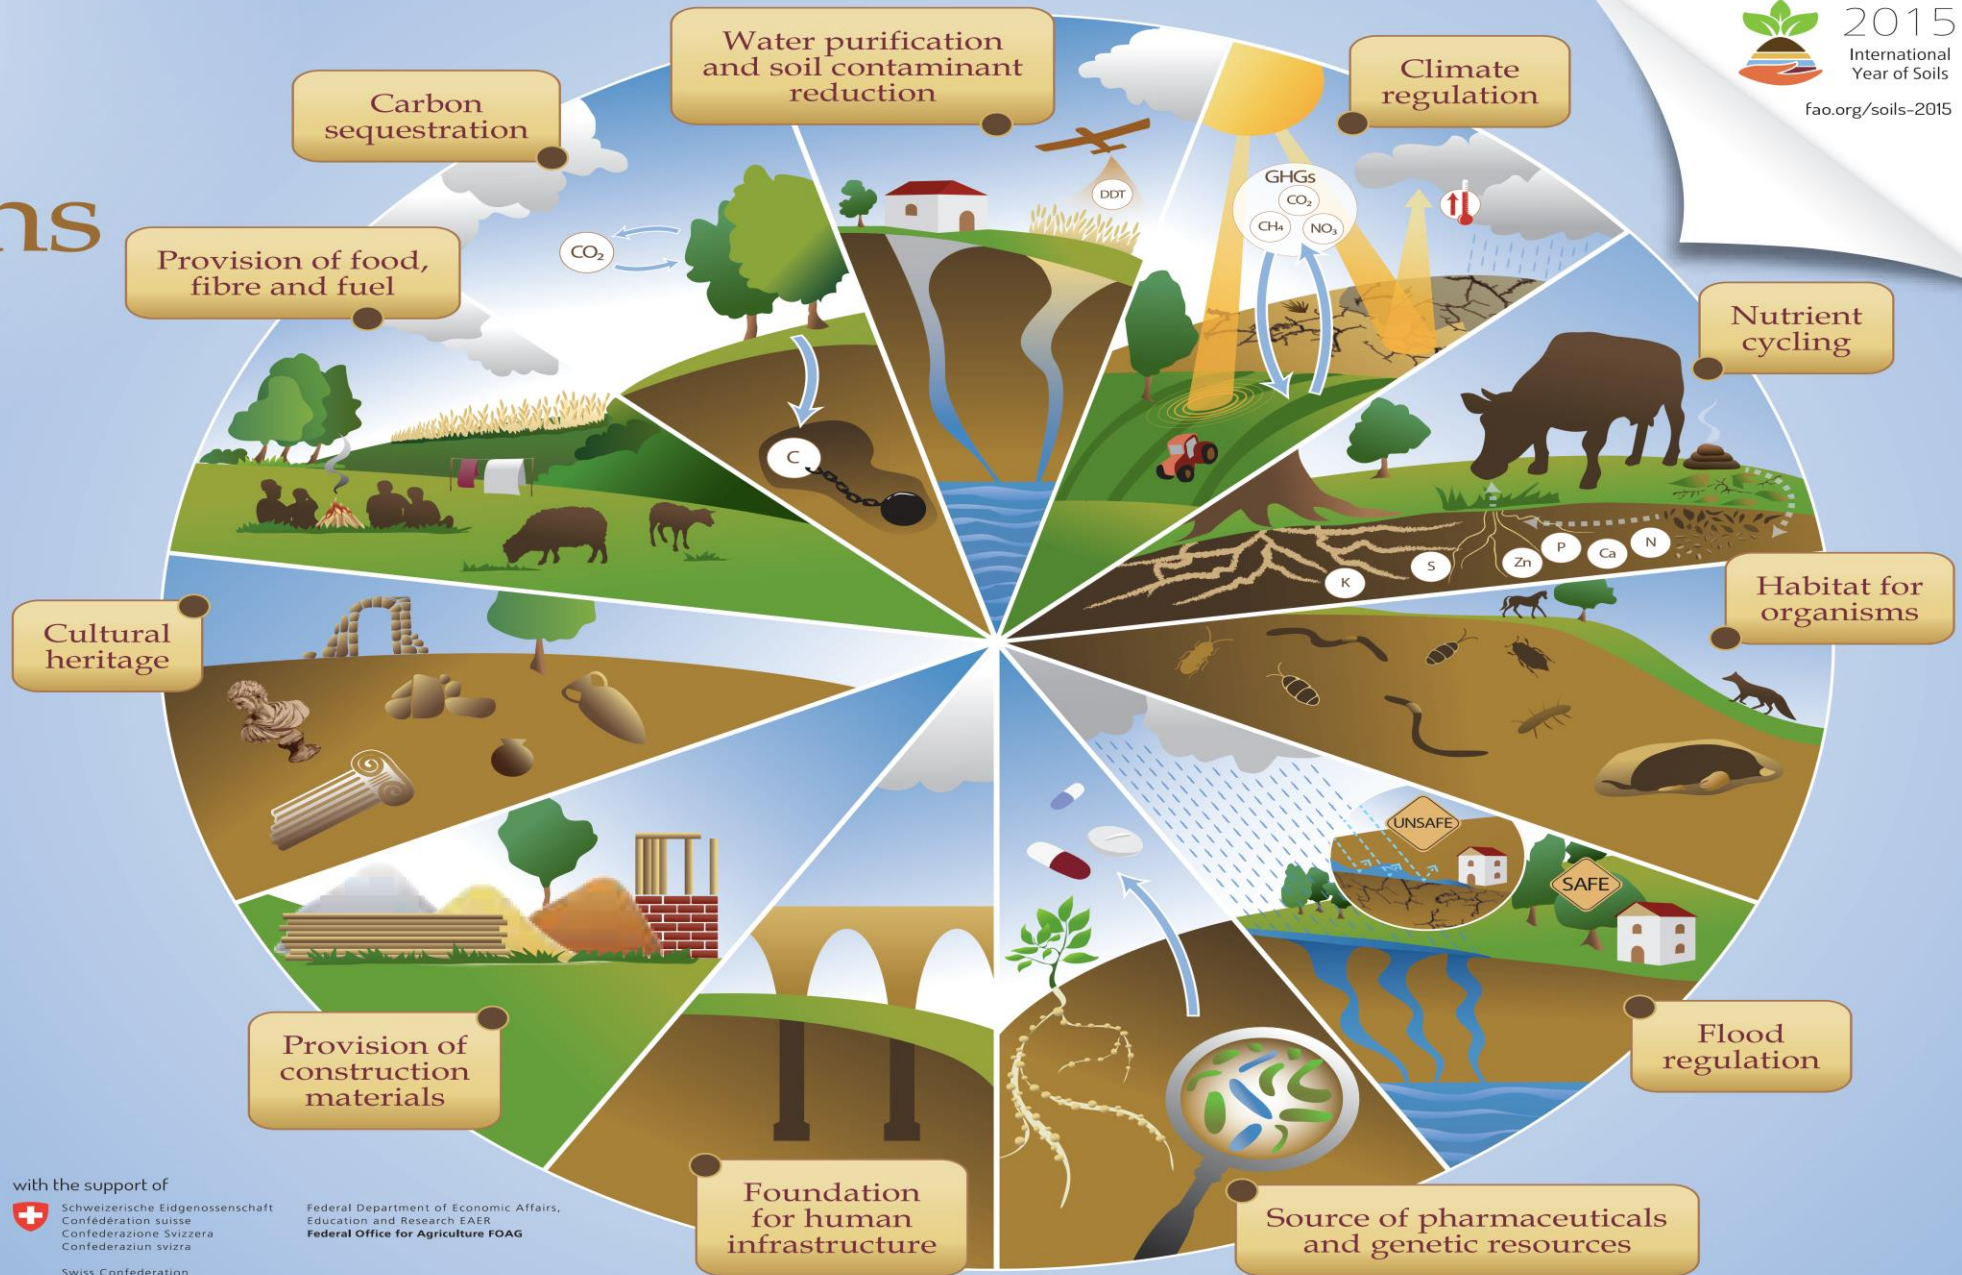 2015
International
Year of Soils
fao.org/soils-2015
ns
Water purification
and soil contaminant
reduction
Climate
regulation
Carbon
sequestration
Provision of food,
fibre and fuel
Nutrient
cycling
Habitat for
organisms
Cultural
heritage
Flood
regulation
Provision of
construction
materials
Foundation
for human
infrastructure
Source of pharmaceuticals
and genetic resources
CO₂
C
DDT
GHGs
CO₂
CH₄
NO₃
K
S
Zn
P
Ca
N
UNSAFE
SAFE
with the support of
Schweizerische Eidgenossenschaft
Confédération suisse
Confederazione Svizzera
Confederaziun svizra
Swiss Confederation
Federal Department of Economic Affairs,
Education and Research EAER
Federal Office for Agriculture FOAG